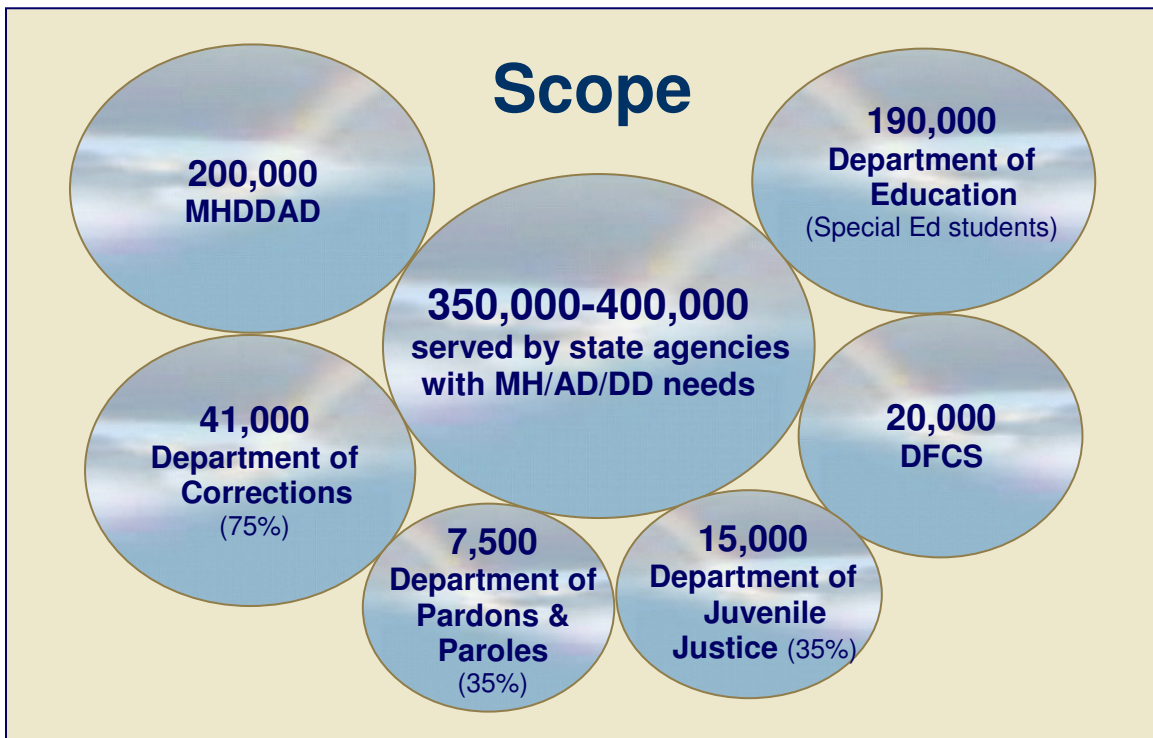 Scope
200,000
MHDDAD
190,000
Department of
Education
(Special Ed students)
350,000-400,000
served by state agencies
with MH/AD/DD needs
41,000
Department of
Corrections
(75%)
20,000
DFCS
7,500
Department of
Pardons &
Paroles
(35%)
15,000
Department of
Juvenile
Justice (35%)